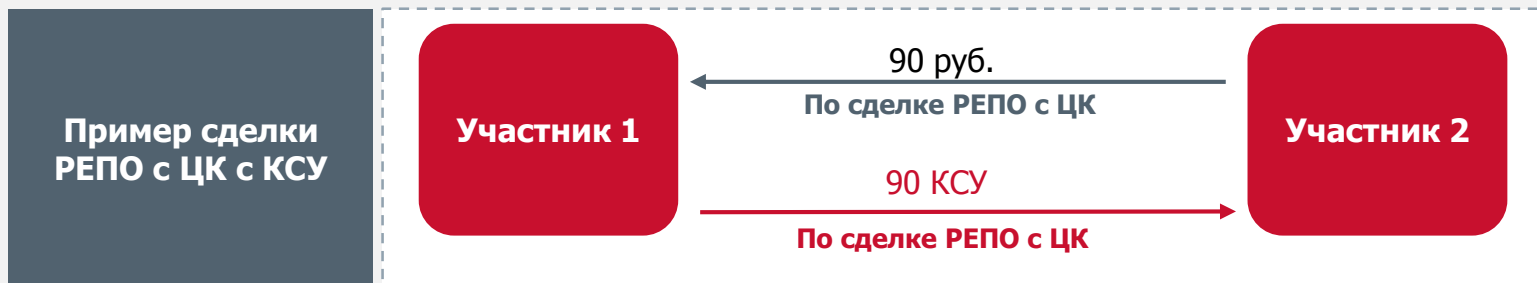 Пример сделки
РЕПО с ЦК с КСУ
Участник 1
90 руб.
По сделке РЕПО с ЦК
90 КСУ
По сделке РЕПО с ЦК
Участник 2